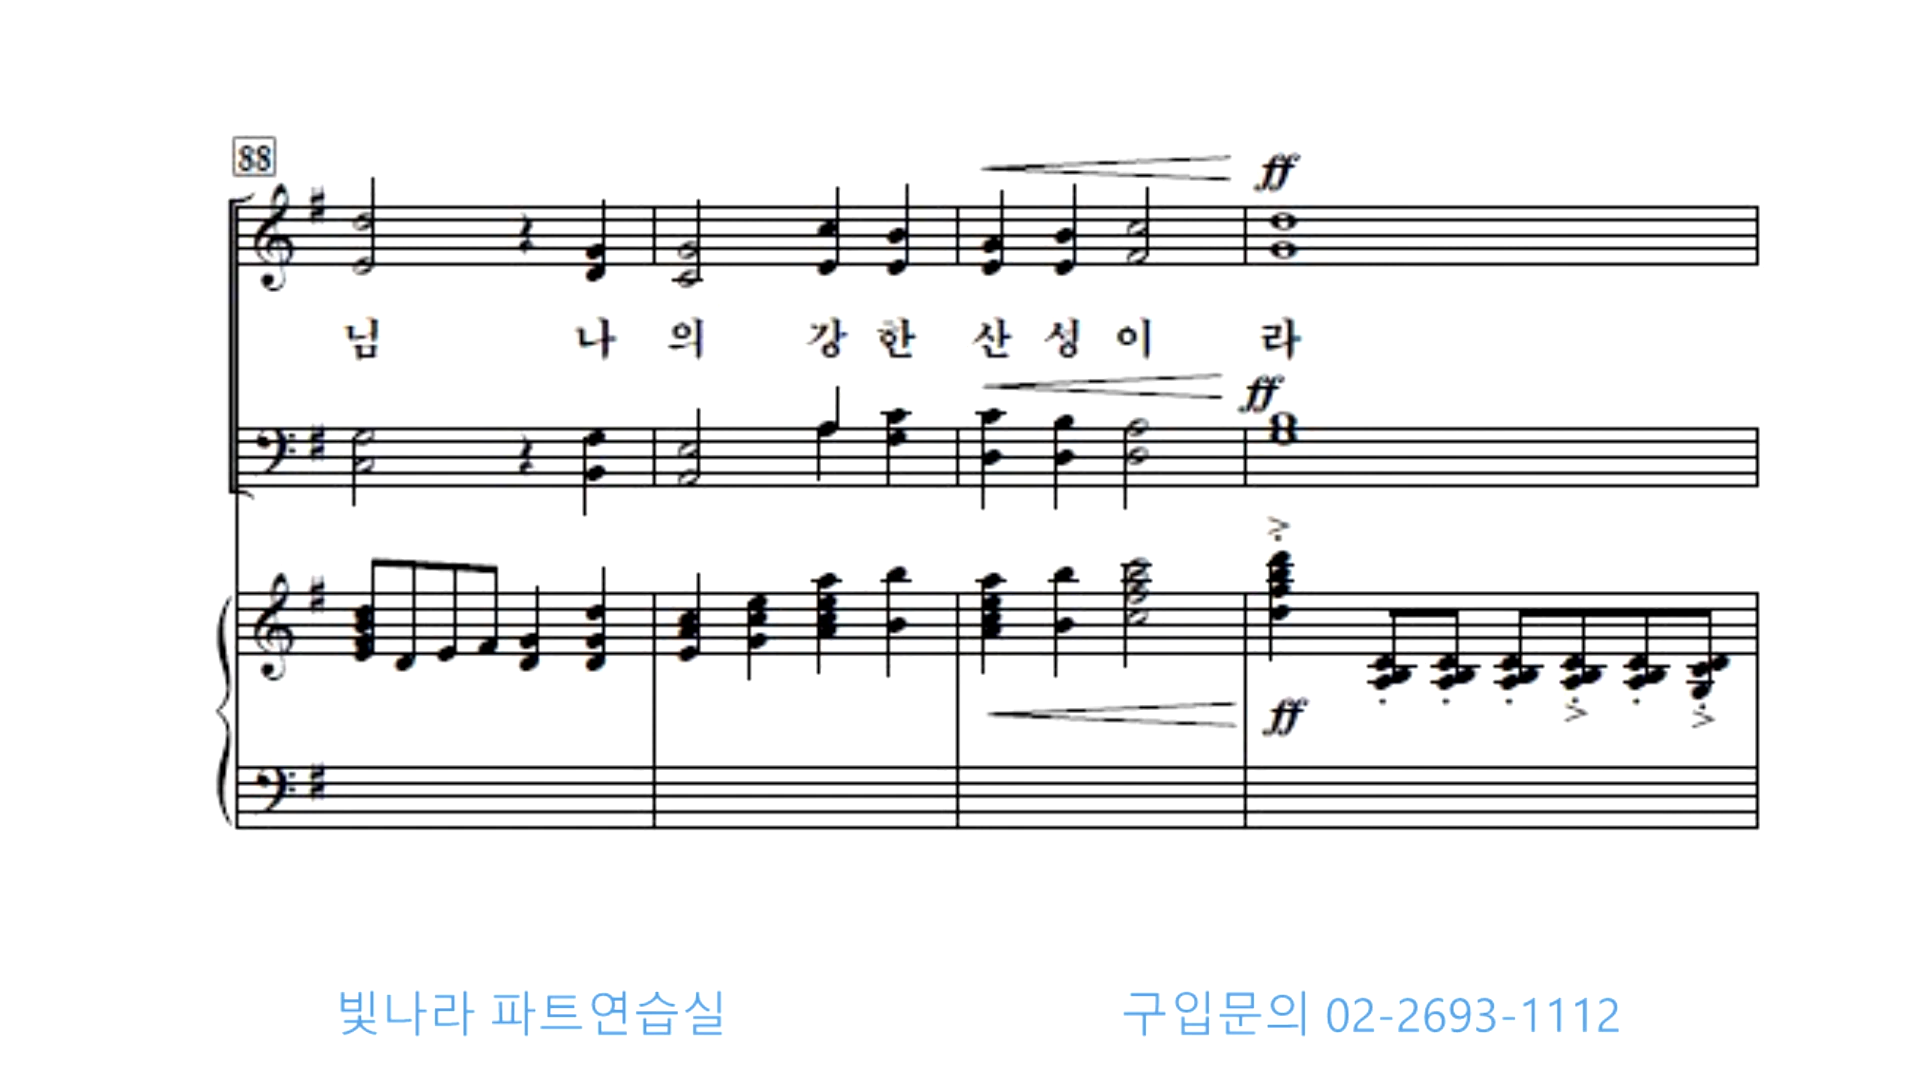 88
ff
님 나 의 강 한 산 성 이 라
ff
ff
빛나라 파트연습실 구입문의 02-2693-1112